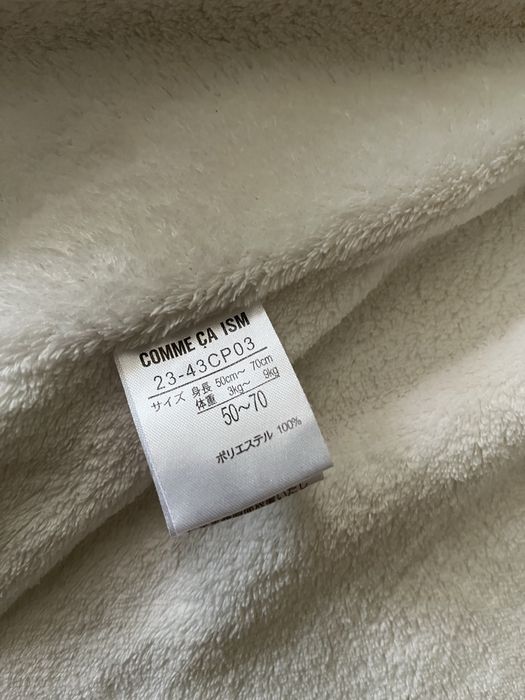 COMME ÇA ISM
23-43CP03
サイズ 身長 50cm～ 70cm
体重 3kg～ 9kg
50～70
ポリエステル 100%